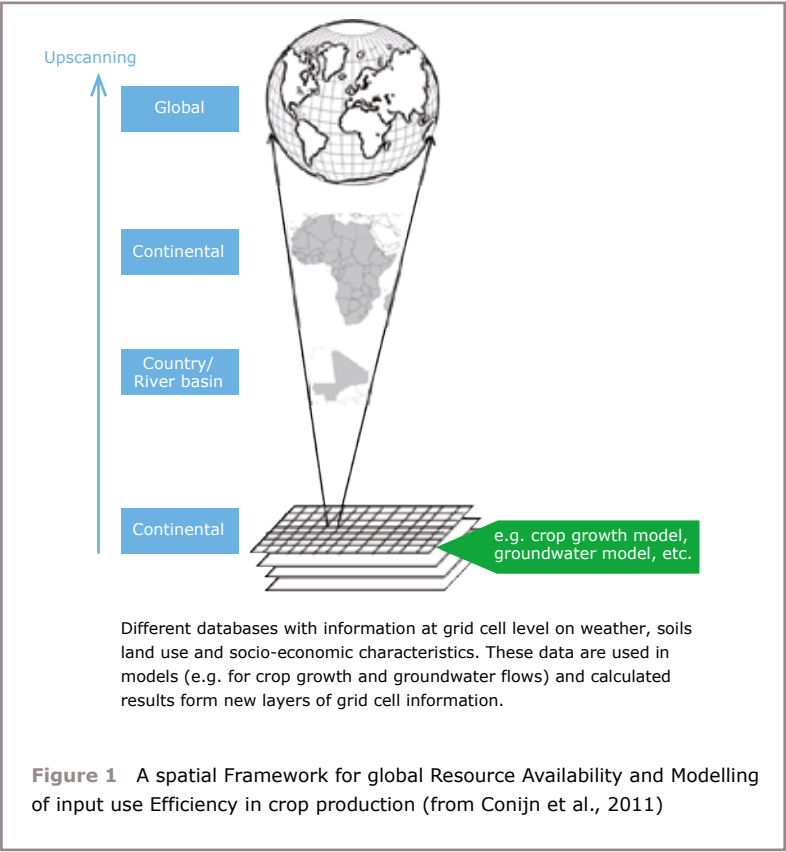 Upscanning
Global
Continental
Country/
River basin
Continental
e.g. crop growth model,
groundwater model, etc.
Different databases with information at grid cell level on weather, soils
land use and socio-economic characteristics. These data are used in
models (e.g. for crop growth and groundwater flows) and calculated
results form new layers of grid cell information.
Figure 1 A spatial Framework for global Resource Availability and Modelling
of input use Efficiency in crop production (from Conijn et al., 2011)